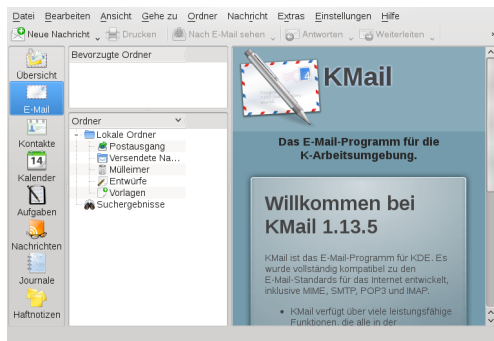 Datei Bearbeiten Ansicht Gehe zu Ordner Nachricht Extras Einstellungen Hilfe
Neue Nachricht Drucken Nach E-Mail sehen Antworten Weiterleiten
Übersicht
E-Mail
Kontakte
14
Kalender
Aufgaben
Nachrichten
Journale
Haftnotizen
Bevorzugte Ordner
Ordner
Lokale Ordner
Postausgang
Versendete Na...
Mülleimer
Entwürfe
Vorlagen
Suchergebnisse
KMail
Das E-Mail-Programm für die
K-Arbeitsumgebung.
Willkommen bei
KMail 1.13.5
KMail ist das E-Mail-Programm für KDE. Es
wurde vollständig kompatibel zu den
E-Mail-Standards für das Internet entwickelt,
inklusive MIME, SMTP, POP3 und IMAP.
• KMail verfügt über viele leistungsfähige
Funktionen, die alle in der